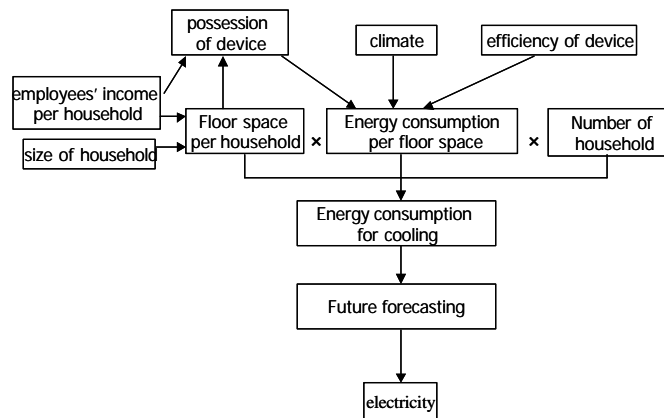 possession
of device
climate
efficiency of device
employees' income
per household
Floor space
per household
×
Energy consumption
per floor space
×
Number of
household
size of household
Energy consumption
for cooling
Future forecasting
electricity